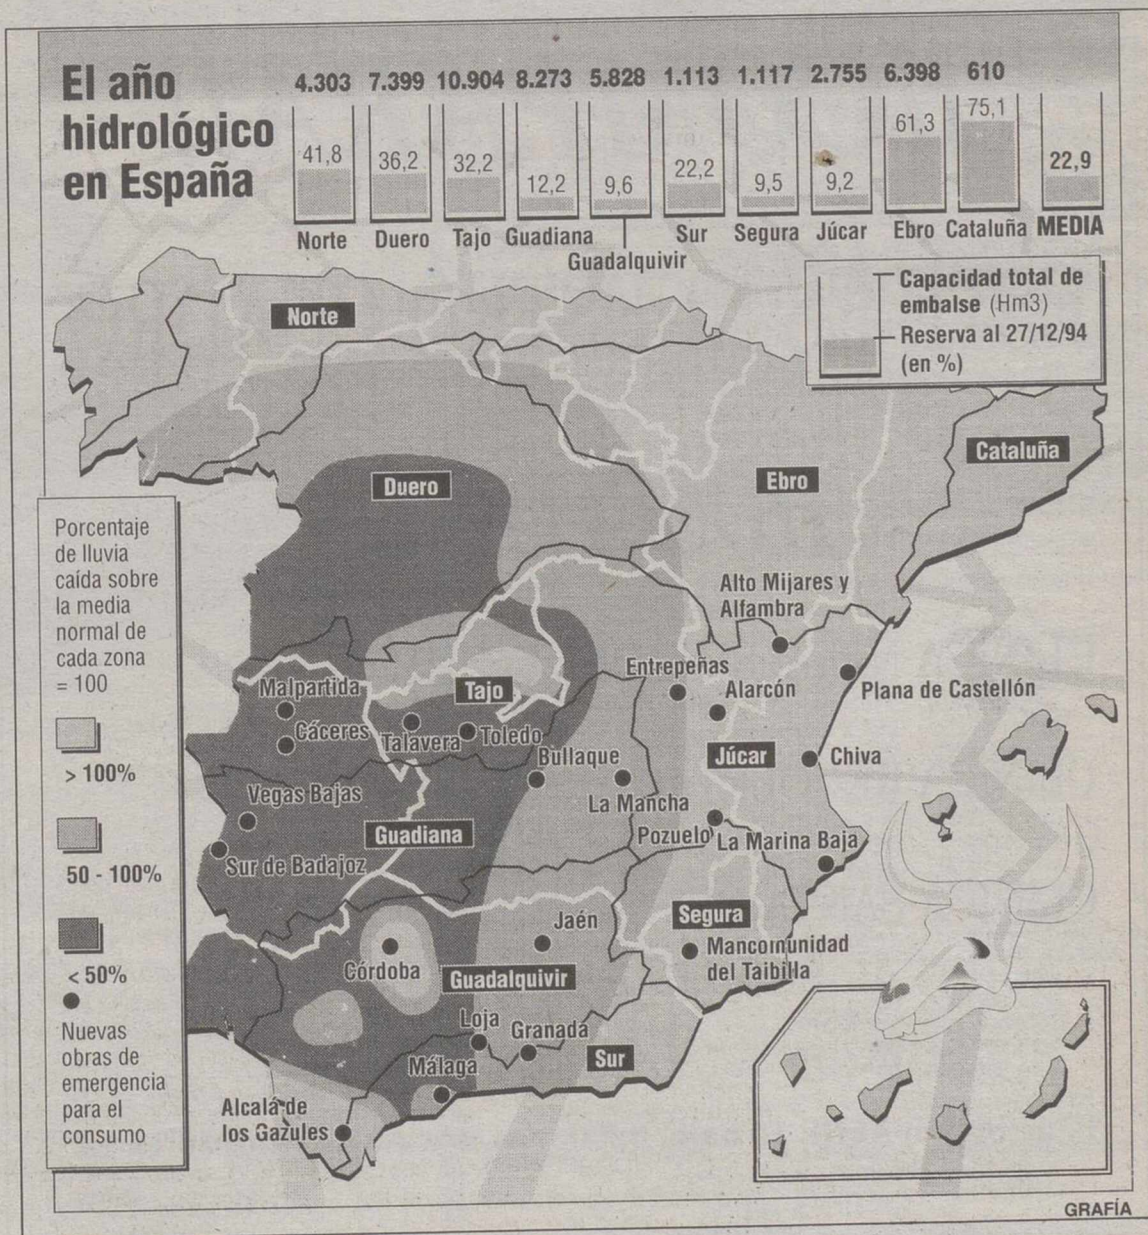 El año
hidrológico
en España
4.303 7.399 10.904 8.273 5.828 1.113 1.117 2.755 6.398 610
41,8 36,2 32,2 12,2 9,6 22,2 9,5 9,2 61,3 75,1 22,9
Norte Duero Tajo Guadiana Sur Segura Júcar Ebro Cataluña MEDIA
Guadalquivir
Capacidad total de
embalse (Hm3)
Reserva al 27/12/94
(en %)
Norte
Cataluña
Duero
Ebro
Porcentaje
de lluvia
caída sobre
la media
normal de
cada zona
= 100
> 100%
50 - 100%
< 50%
Nuevas
obras de
emergencia
para el
consumo
Alto Mijares y
Alfambra
Entrepeñas
Alarcón
Plana de Castellón
Malpartida
Tajo
Cáceres
Talavera
Toledo
Bullaque
Júcar
Chiva
Vegas Bajas
La Mancha
Guadiana
Pozuelo
La Marina Baja
Sur de Badajoz
Segura
Jaén
Mancomunidad
del Taibilla
Córdoba
Guadalquivir
Loja
Granada
Sur
Málaga
Alcalá de
los Gazules
GRAFÍA